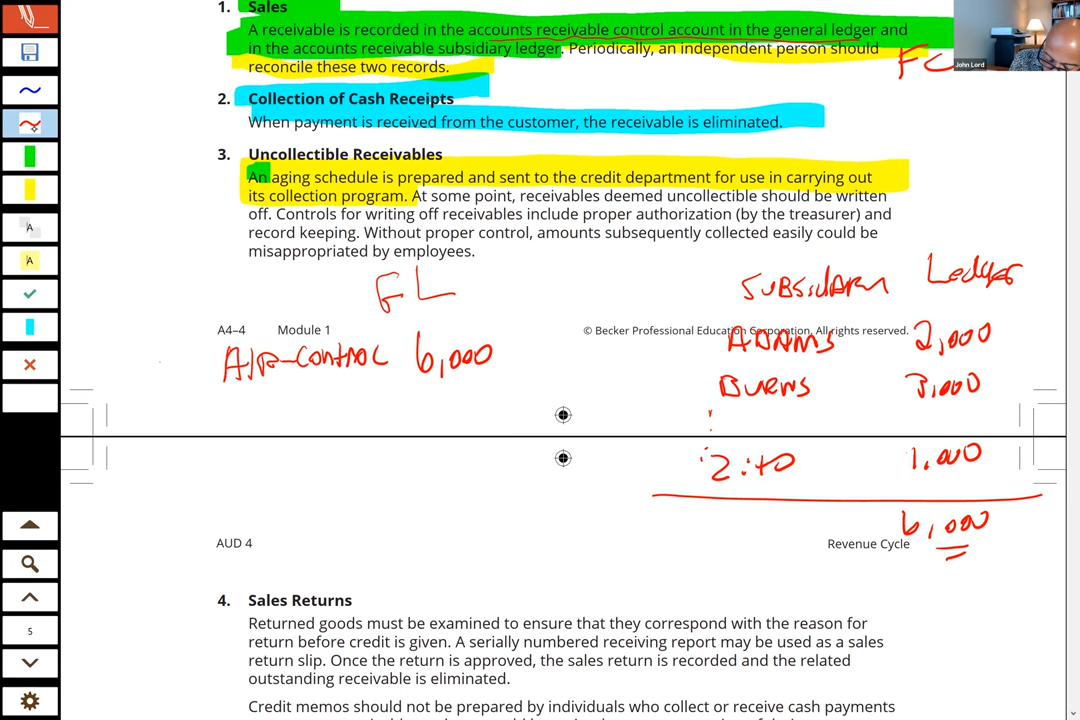 1. Sales
A receivable is recorded in the accounts receivable control account in the general ledger and
in the accounts receivable subsidiary ledger. Periodically, an independent person should
reconcile these two records.
John Lord
2. Collection of Cash Receipts
When payment is received from the customer, the receivable is eliminated.
3. Uncollectible Receivables
An aging schedule is prepared and sent to the credit department for use in carrying out
its collection program. At some point, receivables deemed uncollectible should be written
off. Controls for writing off receivables include proper authorization (by the treasurer) and
record keeping. Without proper control, amounts subsequently collected easily could be
misappropriated by employees.
GL
Subsidiary Ledger
A4–4 Module 1
© Becker Professional Education Corporation. All rights reserved.
A/R-Control 6,000
ADAMS 2,000
BURNS 3,000
Zito 1,000
6,000
AUD 4
Revenue Cycle
4. Sales Returns
Returned goods must be examined to ensure that they correspond with the reason for
return before credit is given. A serially numbered receiving report may be used as a sales
return slip. Once the return is approved, the sales return is recorded and the related
outstanding receivable is eliminated.
Credit memos should not be prepared by individuals who collect or receive cash payments
A
A
5